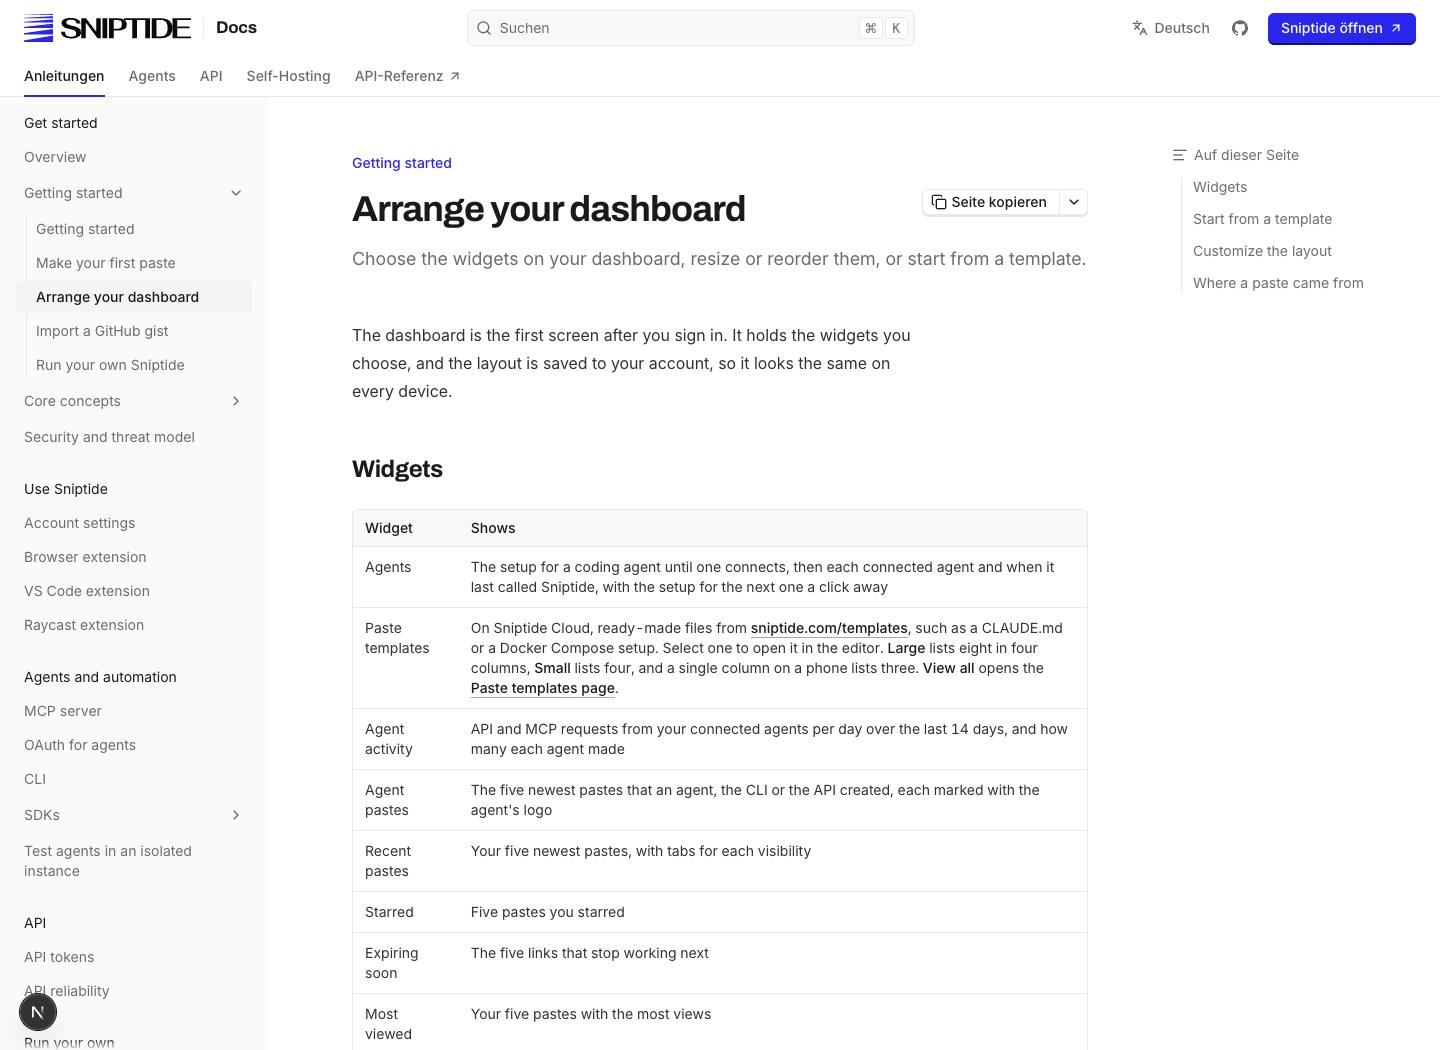 SNIPTIDE Docs
Suchen ⌘ K
Deutsch
Sniptide öffnen
Anleitungen Agents API Self-Hosting API-Referenz
Get started
Overview
Getting started
Getting started
Make your first paste
Arrange your dashboard
Import a GitHub gist
Run your own Sniptide
Core concepts
Security and threat model
Use Sniptide
Account settings
Browser extension
VS Code extension
Raycast extension
Agents and automation
MCP server
OAuth for agents
CLI
SDKs
Test agents in an isolated
instance
API
API tokens
API reliability
N
Run your own
Getting started
Arrange your dashboard
Seite kopieren
Choose the widgets on your dashboard, resize or reorder them, or start from a template.
The dashboard is the first screen after you sign in. It holds the widgets you
choose, and the layout is saved to your account, so it looks the same on
every device.
Widgets
Widget Shows
Agents
The setup for a coding agent until one connects, then each connected agent and when it
last called Sniptide, with the setup for the next one a click away
Paste
templates
On Sniptide Cloud, ready-made files from sniptide.com/templates, such as a CLAUDE.md
or a Docker Compose setup. Select one to open it in the editor. Large lists eight in four
columns, Small lists four, and a single column on a phone lists three. View all opens the
Paste templates page.
Agent
activity
API and MCP requests from your connected agents per day over the last 14 days, and how
many each agent made
Agent
pastes
The five newest pastes that an agent, the CLI or the API created, each marked with the
agent's logo
Recent
pastes
Your five newest pastes, with tabs for each visibility
Starred
Five pastes you starred
Expiring
soon
The five links that stop working next
Most
viewed
Your five pastes with the most views
Auf dieser Seite
Widgets
Start from a template
Customize the layout
Where a paste came from